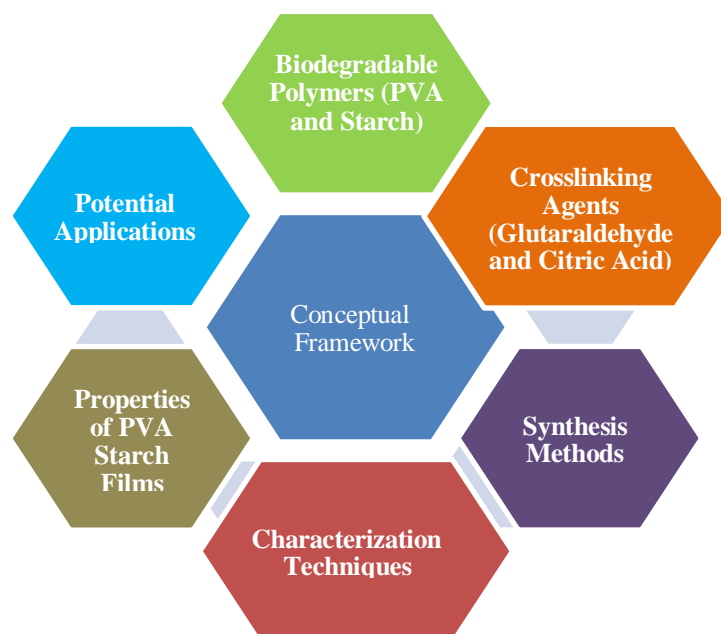 Biodegradable
Polymers (PVA
and Starch)
Crosslinking
Agents
(Glutaraldehyde
and Citric Acid)
Potential
Applications
Conceptual
Framework
Properties
of PVA
Starch
Films
Synthesis
Methods
Characterization
Techniques